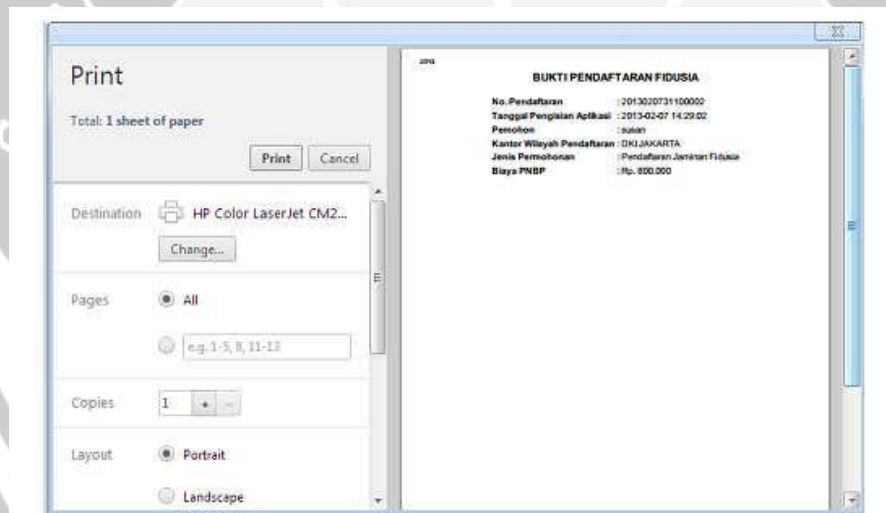 Print
Total: 1 sheet of paper
Print Cancel
Destination HP Color LaserJet CM2...
Change...
Pages All
e.g. 1-5, 8, 11-13
Copies 1 + -
Layout Portrait
Landscape
BUKTI PENDAFTARAN FIDUSIA
No. Pendaftaran : 2013020731100002
Tanggal Pengisian Aplikasi : 2013-02-07 14:29:02
Pemohon : susan
Kantor Wilayah Pendaftaran : DKI JAKARTA
Jenis Permohonan : Pendaftaran Jaminan Fidusia
Biaya PNBP : Rp. 800.000